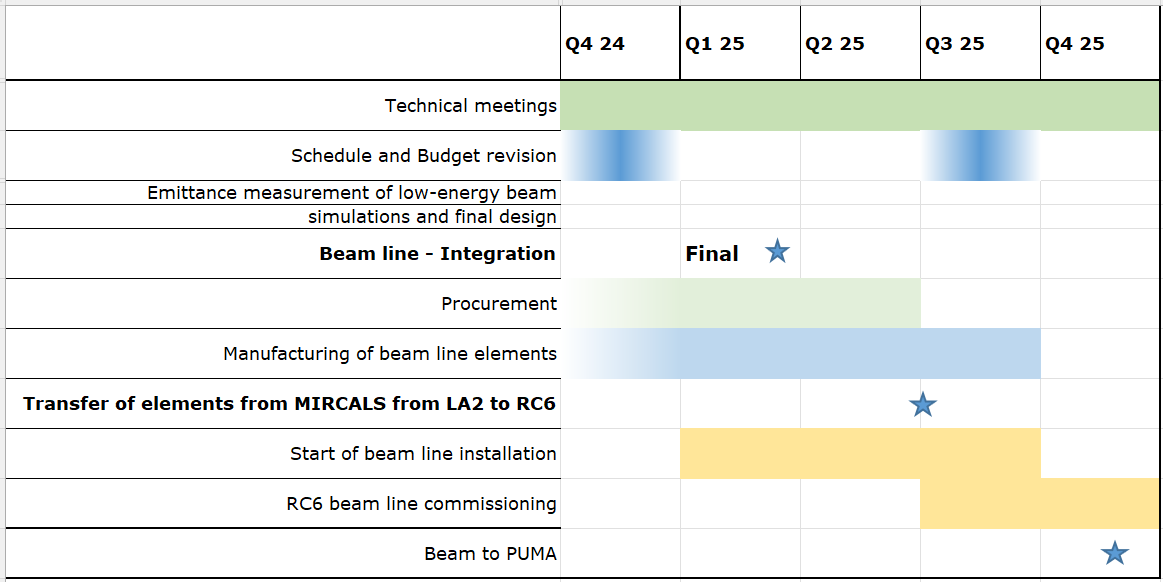 Q4 24 Q1 25 Q2 25 Q3 25 Q4 25
Technical meetings
Schedule and Budget revision
Emittance measurement of low-energy beam
simulations and final design
Beam line - Integration Final
Procurement
Manufacturing of beam line elements
Transfer of elements from MIRCALS from LA2 to RC6
Start of beam line installation
RC6 beam line commissioning
Beam to PUMA